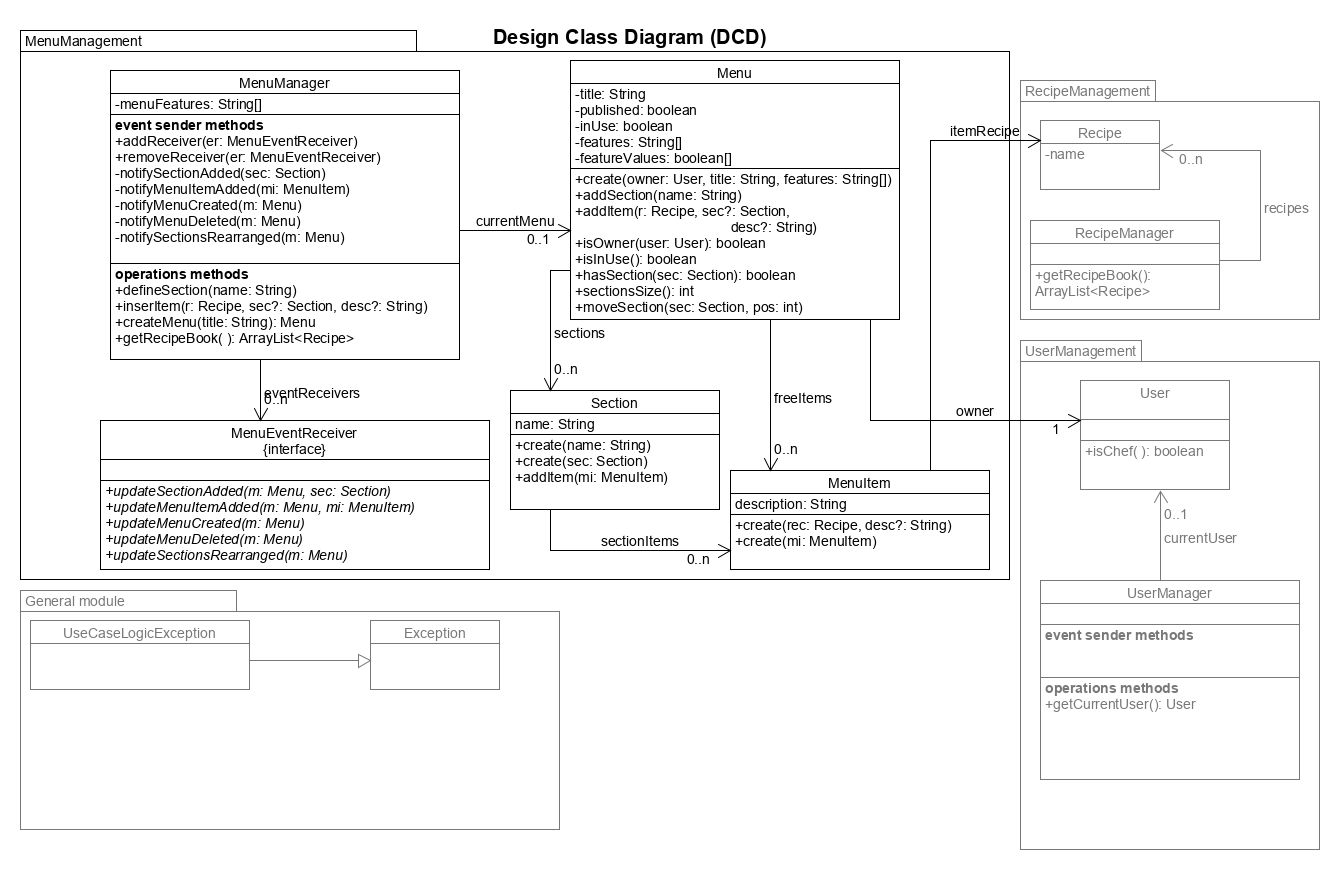 Design Class Diagram (DCD)
MenuManagement
MenuManager
-menuFeatures: String[]
event sender methods
+addReceiver(er: MenuEventReceiver)
+removeReceiver(er: MenuEventReceiver)
-notifySectionAdded(sec: Section)
-notifyMenuItemAdded(mi: MenuItem)
-notifyMenuCreated(m: Menu)
-notifyMenuDeleted(m: Menu)
-notifySectionsRearranged(m: Menu)
operations methods
+defineSection(name: String)
+inserItem(r: Recipe, sec?: Section, desc?: String)
+createMenu(title: String): Menu
+getRecipeBook( ): ArrayList<Recipe>
currentMenu
0..1
eventReceivers
0..n
MenuEventReceiver
{interface}
+updateSectionAdded(m: Menu, sec: Section)
+updateMenuItemAdded(m: Menu, mi: MenuItem)
+updateMenuCreated(m: Menu)
+updateMenuDeleted(m: Menu)
+updateSectionsRearranged(m: Menu)
Menu
-title: String
-published: boolean
-inUse: boolean
-features: String[]
-featureValues: boolean[]
+create(owner: User, title: String, features: String[])
+addSection(name: String)
+addItem(r: Recipe, sec?: Section,
desc?: String)
+isOwner(user: User): boolean
+isInUse(): boolean
+hasSection(sec: Section): boolean
+sectionsSize(): int
+moveSection(sec: Section, pos: int)
sections
0..n
Section
name: String
+create(name: String)
+create(sec: Section)
+addItem(mi: MenuItem)
sectionItems
0..n
freeItems
0..n
MenuItem
description: String
+create(rec: Recipe, desc?: String)
+create(mi: MenuItem)
itemRecipe
owner
1
RecipeManagement
Recipe
-name
0..n
recipes
RecipeManager
+getRecipeBook():
ArrayList<Recipe>
UserManagement
User
+isChef( ): boolean
0..1
currentUser
UserManager
event sender methods
operations methods
+getCurrentUser(): User
General module
UseCaseLogicException
Exception